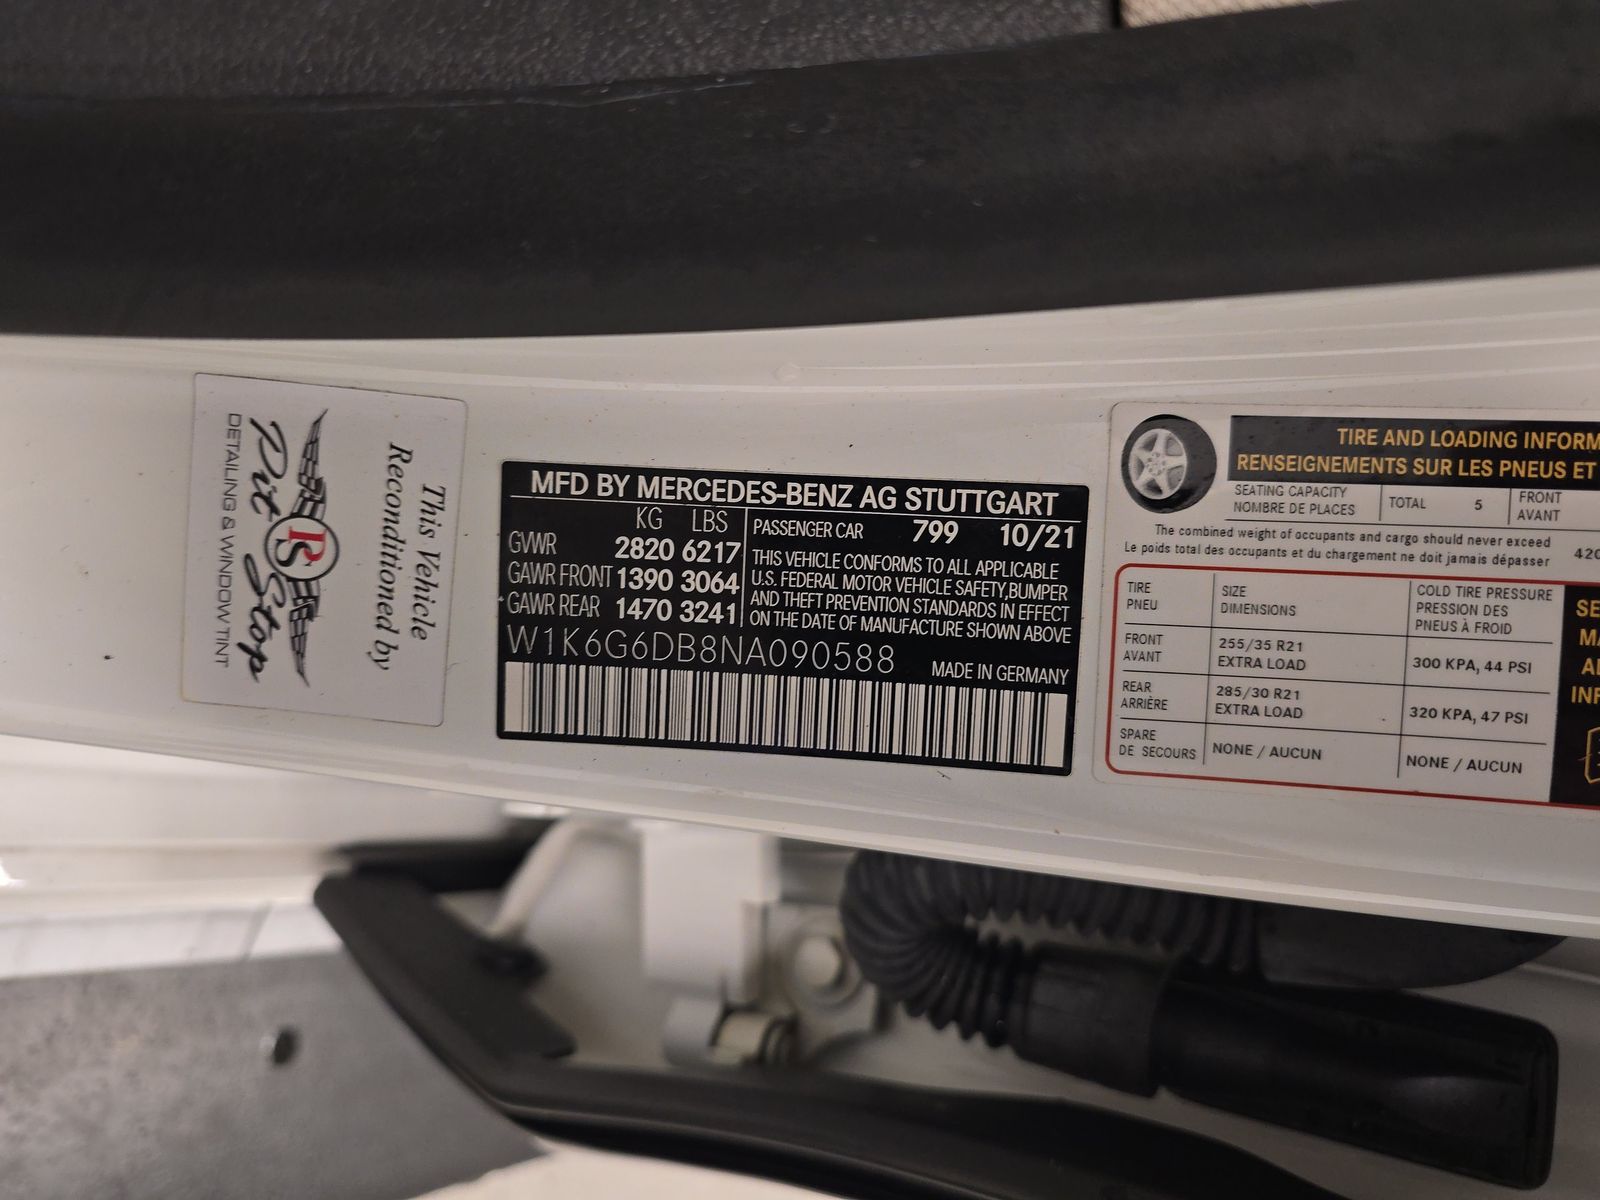 This Vehicle
Reconditioned by
PS
Pit Stop
DETAILING & WINDOW TINT
MFD BY MERCEDES-BENZ AG STUTTGART
KG LBS
GVWR 2820 6217
GAWR FRONT 1390 3064
GAWR REAR 1470 3241
PASSENGER CAR 799 10/21
THIS VEHICLE CONFORMS TO ALL APPLICABLE
U.S. FEDERAL MOTOR VEHICLE SAFETY,BUMPER
AND THEFT PREVENTION STANDARDS IN EFFECT
ON THE DATE OF MANUFACTURE SHOWN ABOVE
W1K6G6DB8NA090588
MADE IN GERMANY
TIRE AND LOADING INFORM
RENSEIGNEMENTS SUR LES PNEUS ET
SEATING CAPACITY
NOMBRE DE PLACES
TOTAL 5
FRONT
AVANT
The combined weight of occupants and cargo should never exceed
Le poids total des occupants et du chargement ne doit jamais dépasser
420
TIRE
PNEU
SIZE
DIMENSIONS
COLD TIRE PRESSURE
PRESSION DES
PNEUS À FROID
FRONT
AVANT
255/35 R21
EXTRA LOAD
300 KPA, 44 PSI
REAR
ARRIÈRE
285/30 R21
EXTRA LOAD
320 KPA, 47 PSI
SPARE
DE SECOURS
NONE / AUCUN
NONE / AUCUN
SE
MA
INF